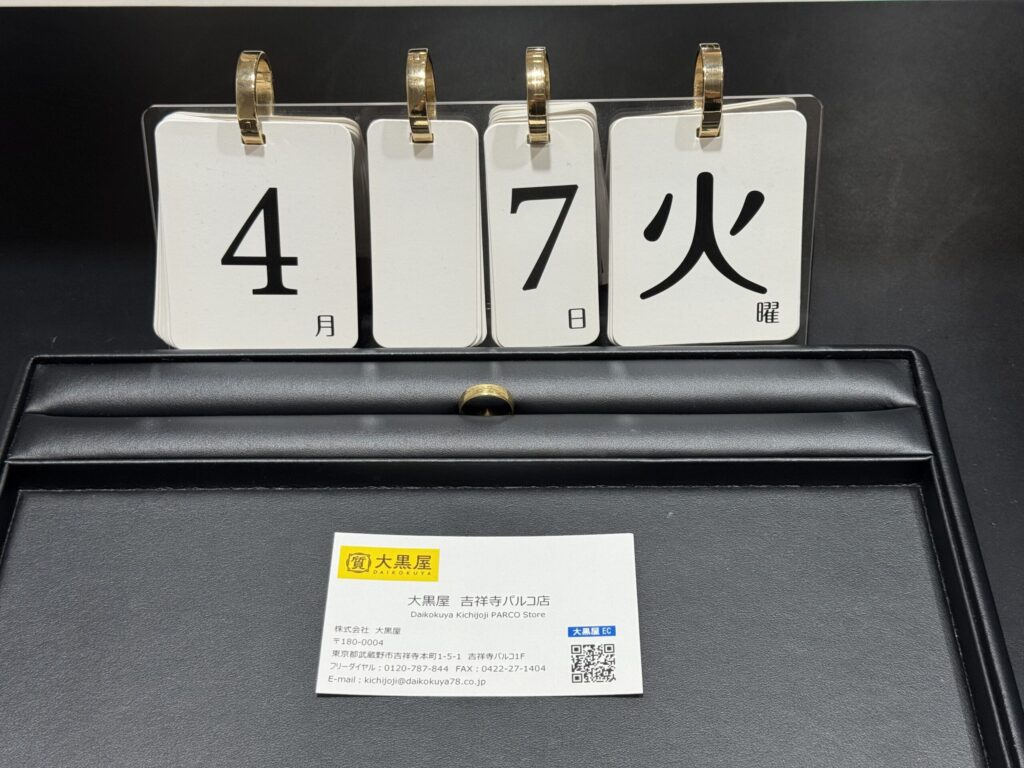 4月 7日 火曜
質 大黒屋
DAIKOKUYA
大黒屋 吉祥寺パルコ店
Daikokuya Kichijoji PARCO Store
株式会社 大黒屋
〒180-0004
東京都武蔵野市吉祥寺本町1-5-1 吉祥寺パルコ1F
フリーダイヤル：0120-787-844 FAX：0422-27-1404
E-mail：kichijoji@daikokuya78.co.jp
大黒屋 EC